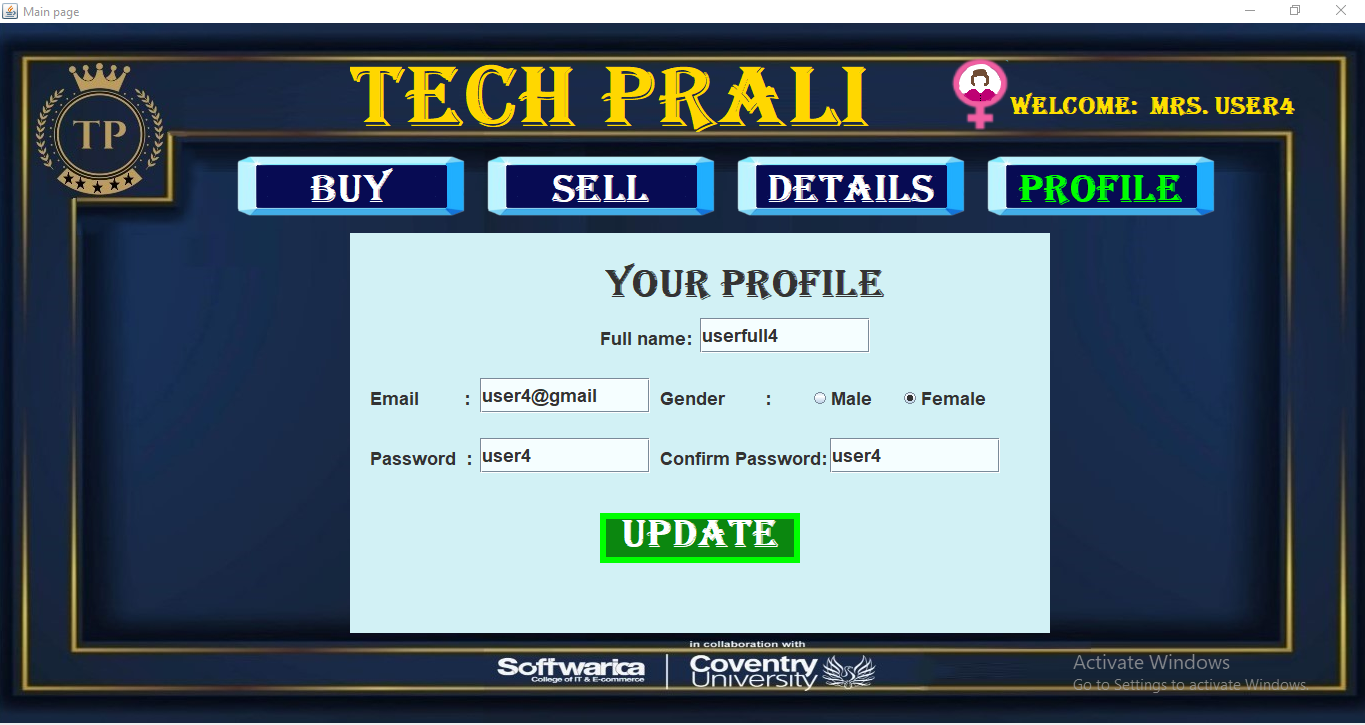 Main page
TECH PRALI
TP
WELCOME: MRS. USER4
BUY SELL DETAILS PROFILE
YOUR PROFILE
Full name: userfull4
Email : user4@gmail Gender : Male Female
Password : user4 Confirm Password: user4
UPDATE
in collaboration with
Softwarica
College of IT & E-commerce
Coventry
University
Activate Windows
Go to Settings to activate Windows.